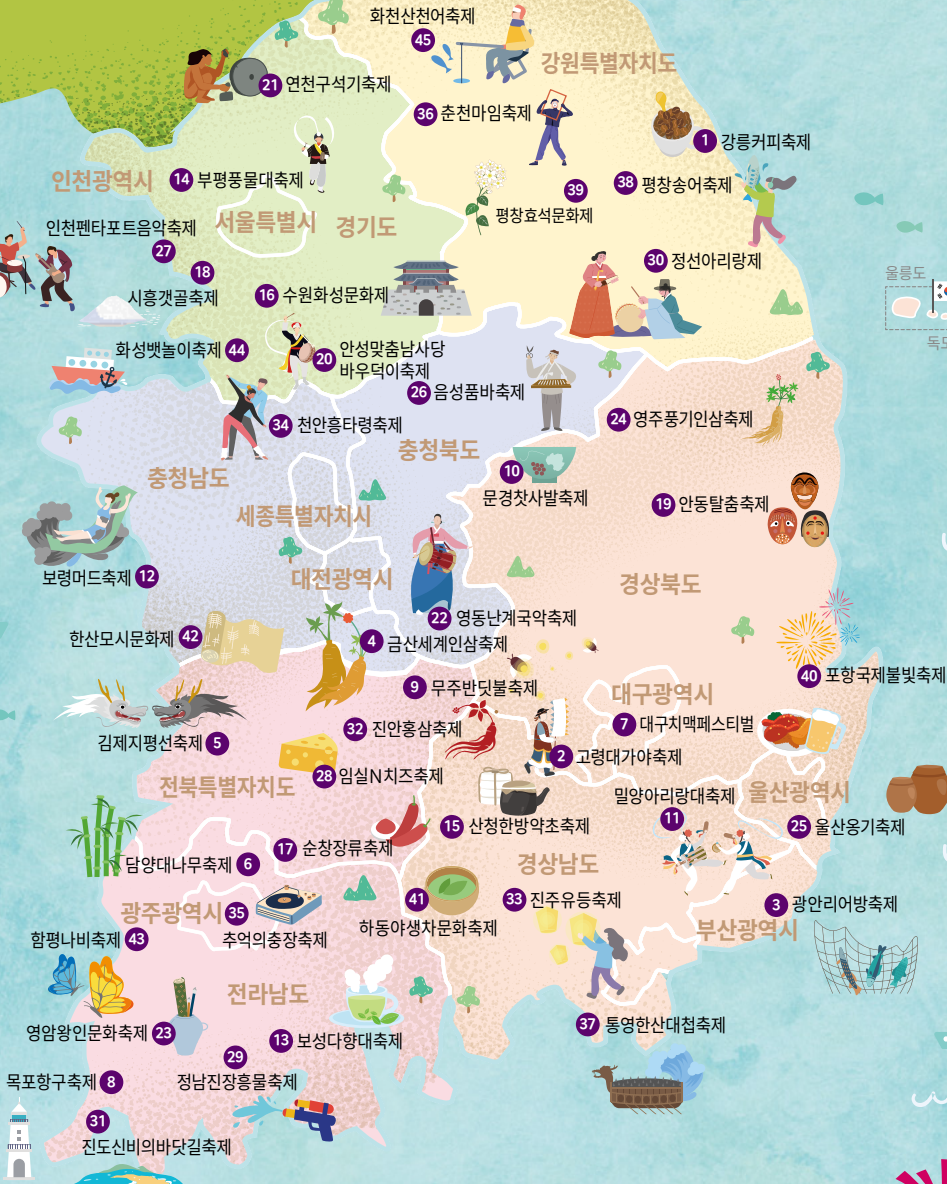 화천산천어축제
45
강원특별자치도
21 연천구석기축제
36 춘천마임축제
1 강릉커피축제
인천광역시
14 부평풍물대축제
38 평창송어축제
39
평창효석문화제
서울특별시
경기도
인천펜타포트음악축제
27
18
시흥갯골축제
30 정선아리랑제
울릉도
독도
16 수원화성문화제
화성뱃놀이축제 44
20 안성맞춤남사당
바우덕이축제
26 음성품바축제
34 천안흥타령축제
24 영주풍기인삼축제
충청북도
충청남도
10
문경찻사발축제
19 안동탈춤축제
세종특별자치시
보령머드축제 12
대전광역시
경상북도
22 영동난계국악축제
한산모시문화제 42
4 금산세계인삼축제
40 포항국제불빛축제
9 무주반딧불축제
대구광역시
32 진안홍삼축제
7 대구치맥페스티벌
김제지평선축제 5
2 고령대가야축제
28 임실N치즈축제
전북특별자치도
밀양아리랑대축제
11
울산광역시
15 산청한방약초축제
25 울산옹기축제
17 순창장류축제
담양대나무축제 6
경상남도
41
하동야생차문화축제
33 진주유등축제
3 광안리어방축제
광주광역시 35
추억의충장축제
부산광역시
함평나비축제 43
전라남도
영암왕인문화축제 23
13 보성다향대축제
37 통영한산대첩축제
29
정남진장흥물축제
목포항구축제 8
31
진도신비의바닷길축제